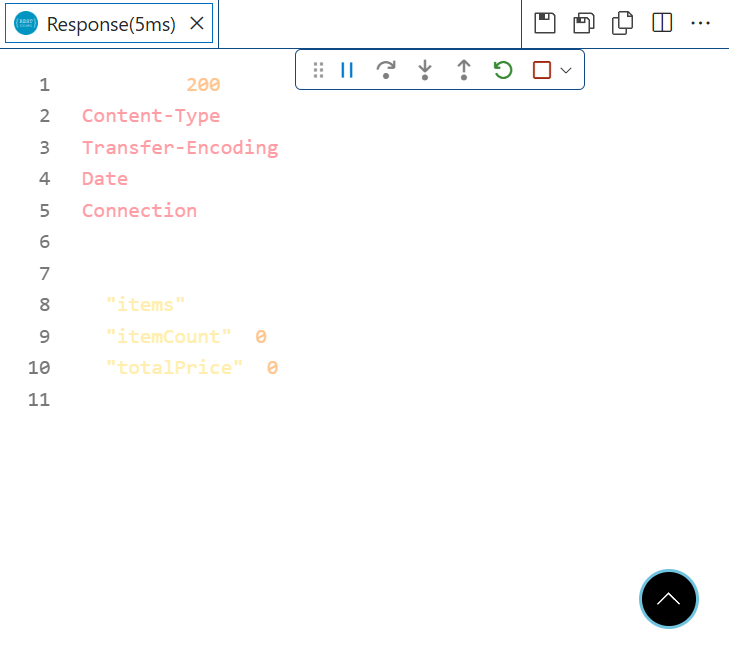 Response(5ms)
1 200
2 Content-Type
3 Transfer-Encoding
4 Date
5 Connection
6
7
8 "items"
9 "itemCount" 0
10 "totalPrice" 0
11